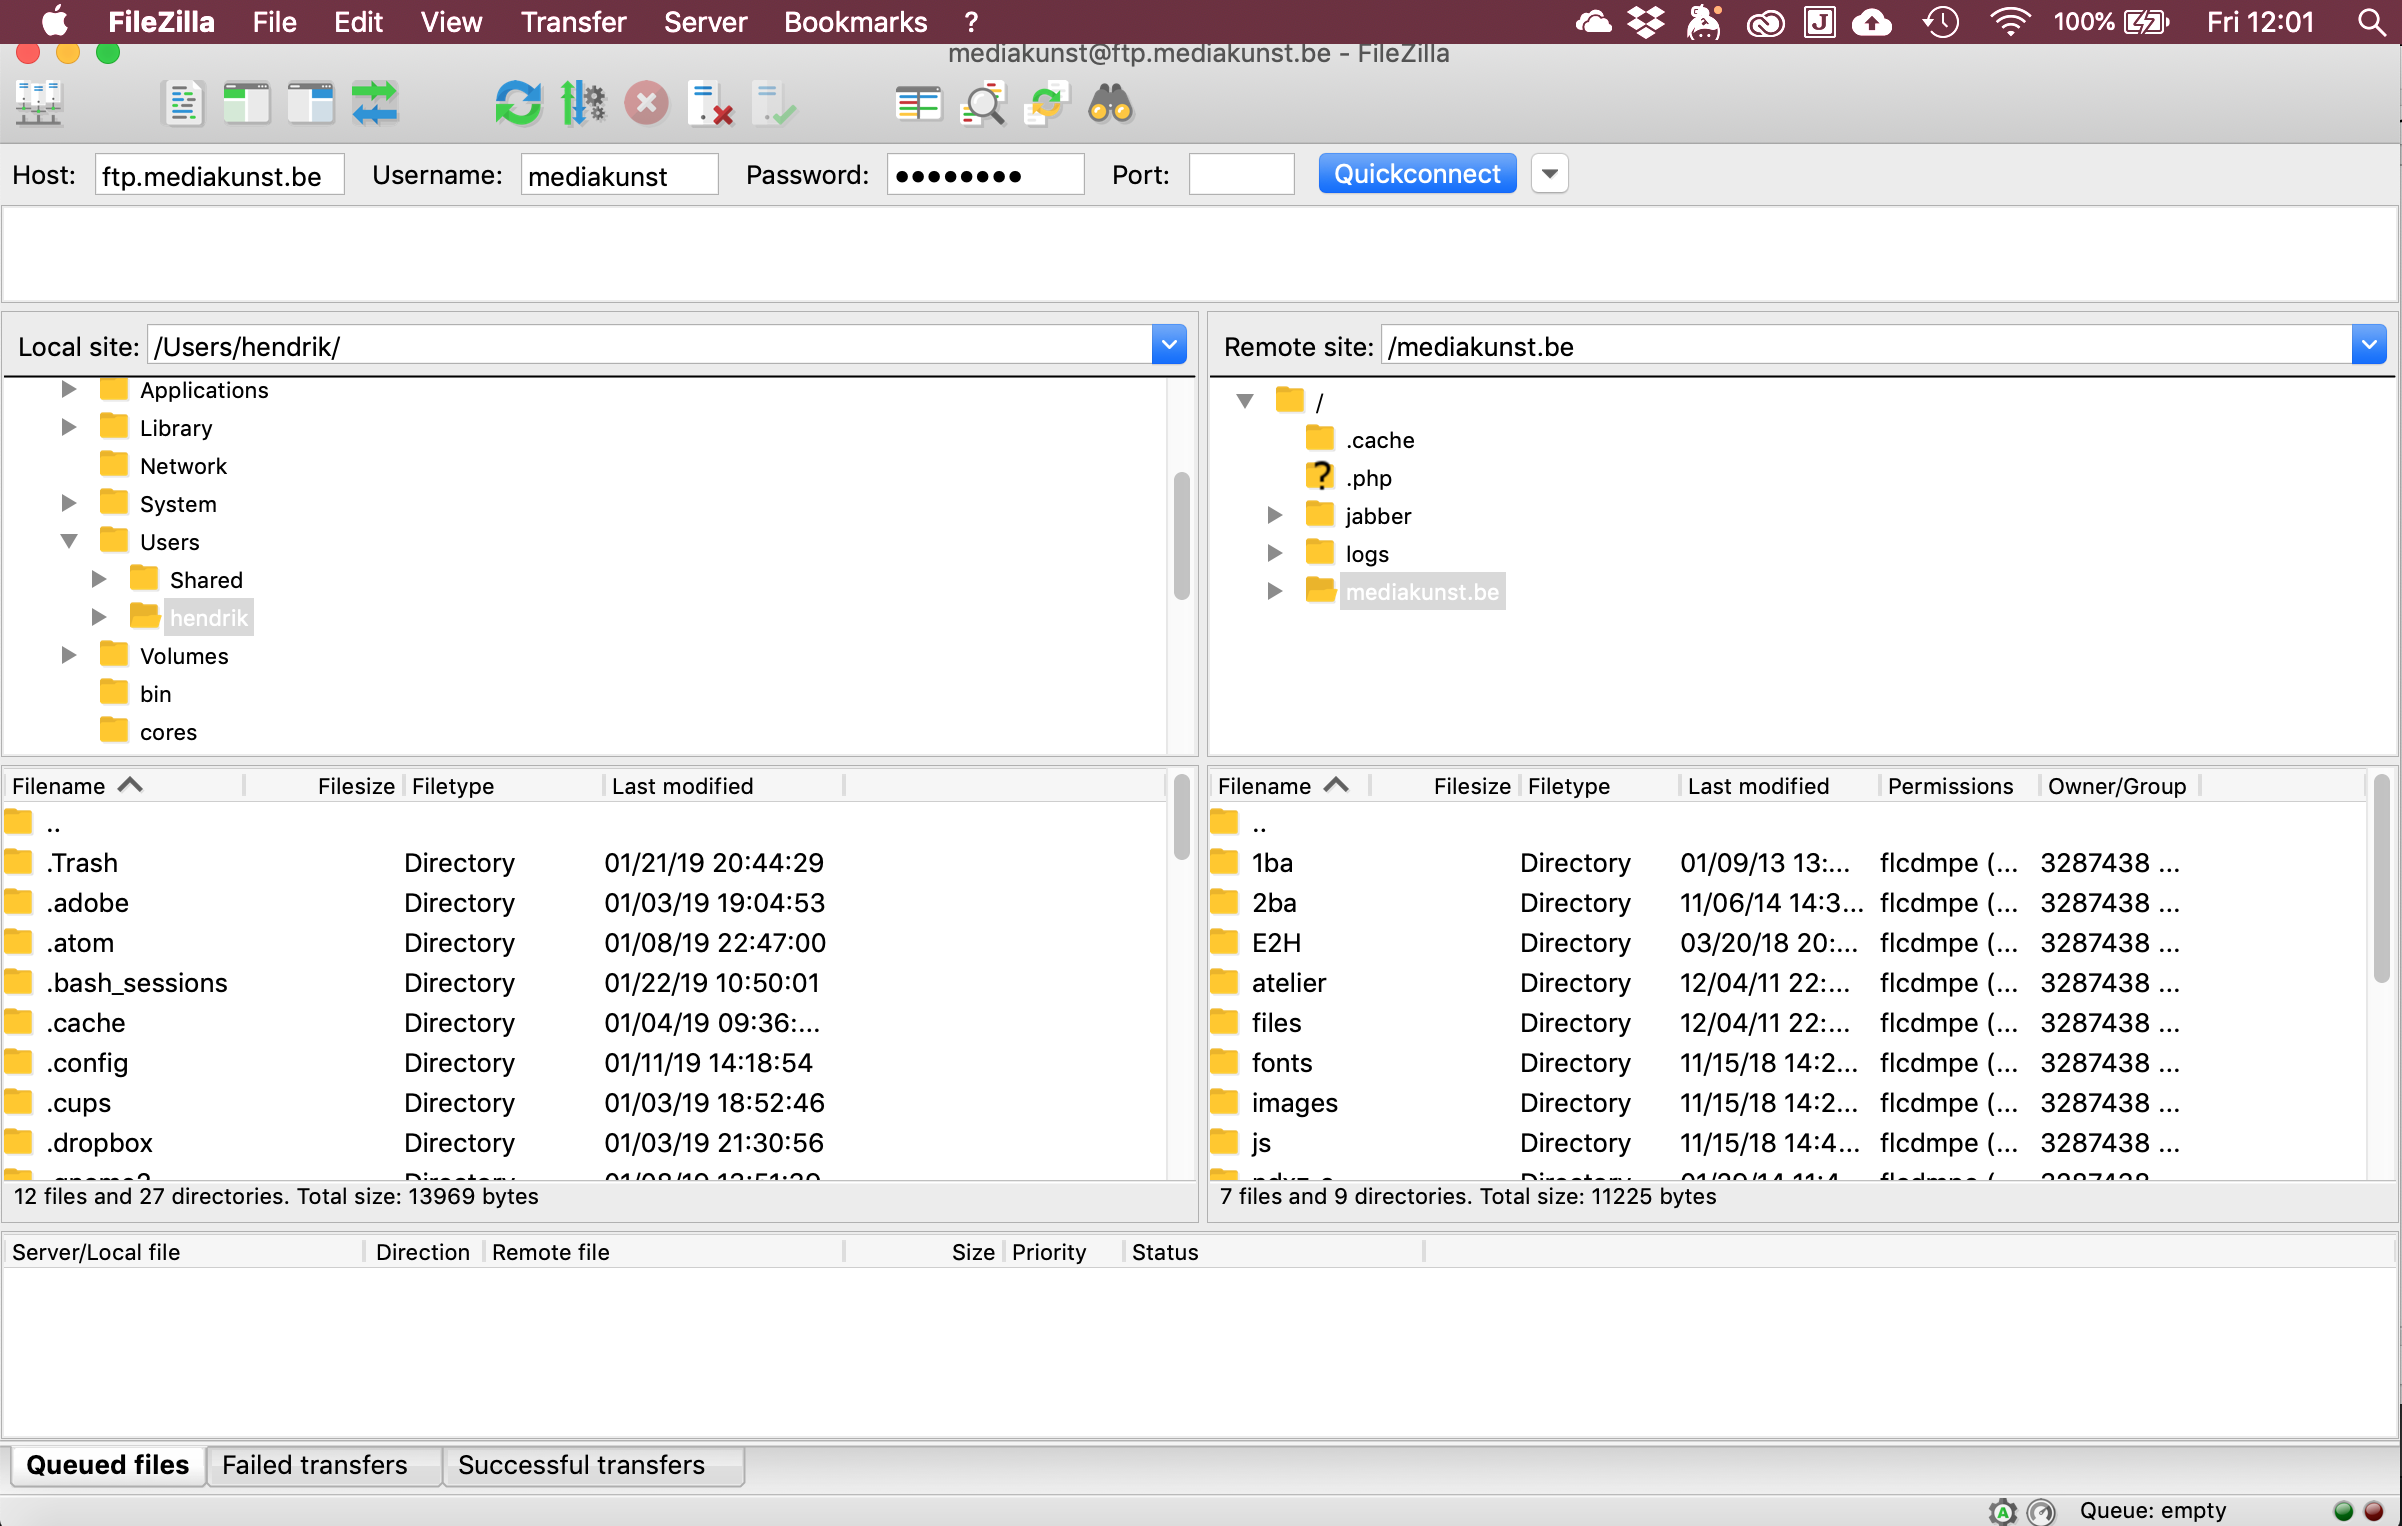 FileZilla File Edit View Transfer Server Bookmarks ? 100% Fri 12:01
mediakunst@ftp.mediakunst.be - FileZilla
Host: ftp.mediakunst.be Username: mediakunst Password: •••••••• Port: Quickconnect
Local site: /Users/hendrik/
Applications
Library
Network
System
Users
Shared
hendrik
Volumes
bin
cores
Remote site: /mediakunst.be
/
.cache
? .php
jabber
logs
mediakunst.be
Filename Filesize Filetype Last modified
..
.Trash Directory 01/21/19 20:44:29
.adobe Directory 01/03/19 19:04:53
.atom Directory 01/08/19 22:47:00
.bash_sessions Directory 01/22/19 10:50:01
.cache Directory 01/04/19 09:36:...
.config Directory 01/11/19 14:18:54
.cups Directory 01/03/19 18:52:46
.dropbox Directory 01/03/19 21:30:56
12 files and 27 directories. Total size: 13969 bytes
Filename Filesize Filetype Last modified Permissions Owner/Group
..
1ba Directory 01/09/13 13:... flcdmpe (... 3287438 ...
2ba Directory 11/06/14 14:3... flcdmpe (... 3287438 ...
E2H Directory 03/20/18 20:... flcdmpe (... 3287438 ...
atelier Directory 12/04/11 22:... flcdmpe (... 3287438 ...
files Directory 12/04/11 22:... flcdmpe (... 3287438 ...
fonts Directory 11/15/18 14:2... flcdmpe (... 3287438 ...
images Directory 11/15/18 14:2... flcdmpe (... 3287438 ...
js Directory 11/15/18 14:4... flcdmpe (... 3287438 ...
7 files and 9 directories. Total size: 11225 bytes
Server/Local file Direction Remote file Size Priority Status
Queued files Failed transfers Successful transfers
Queue: empty